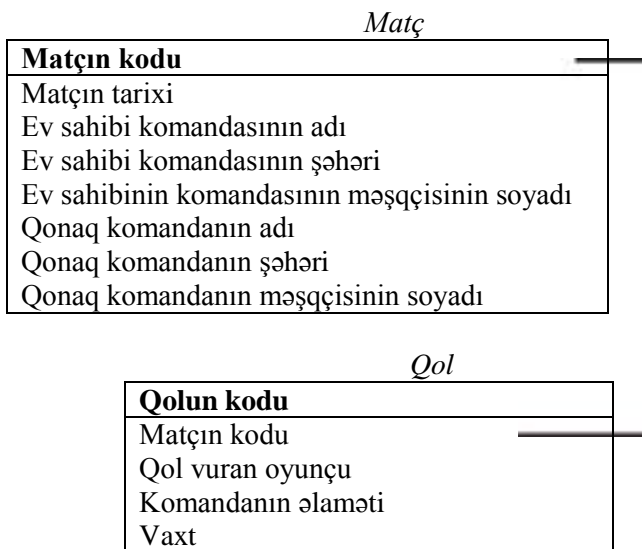 Matç
Matçın kodu
Matçın tarixi
Ev sahibi komandasının adı
Ev sahibi komandasının şəhəri
Ev sahibinin komandasının məşqçisinin soyadı
Qonaq komandanın adı
Qonaq komandanın şəhəri
Qonaq komandanın məşqçisinin soyadı
Qol
Qolun kodu
Matçın kodu
Qol vuran oyunçu
Komandanın əlaməti
Vaxt